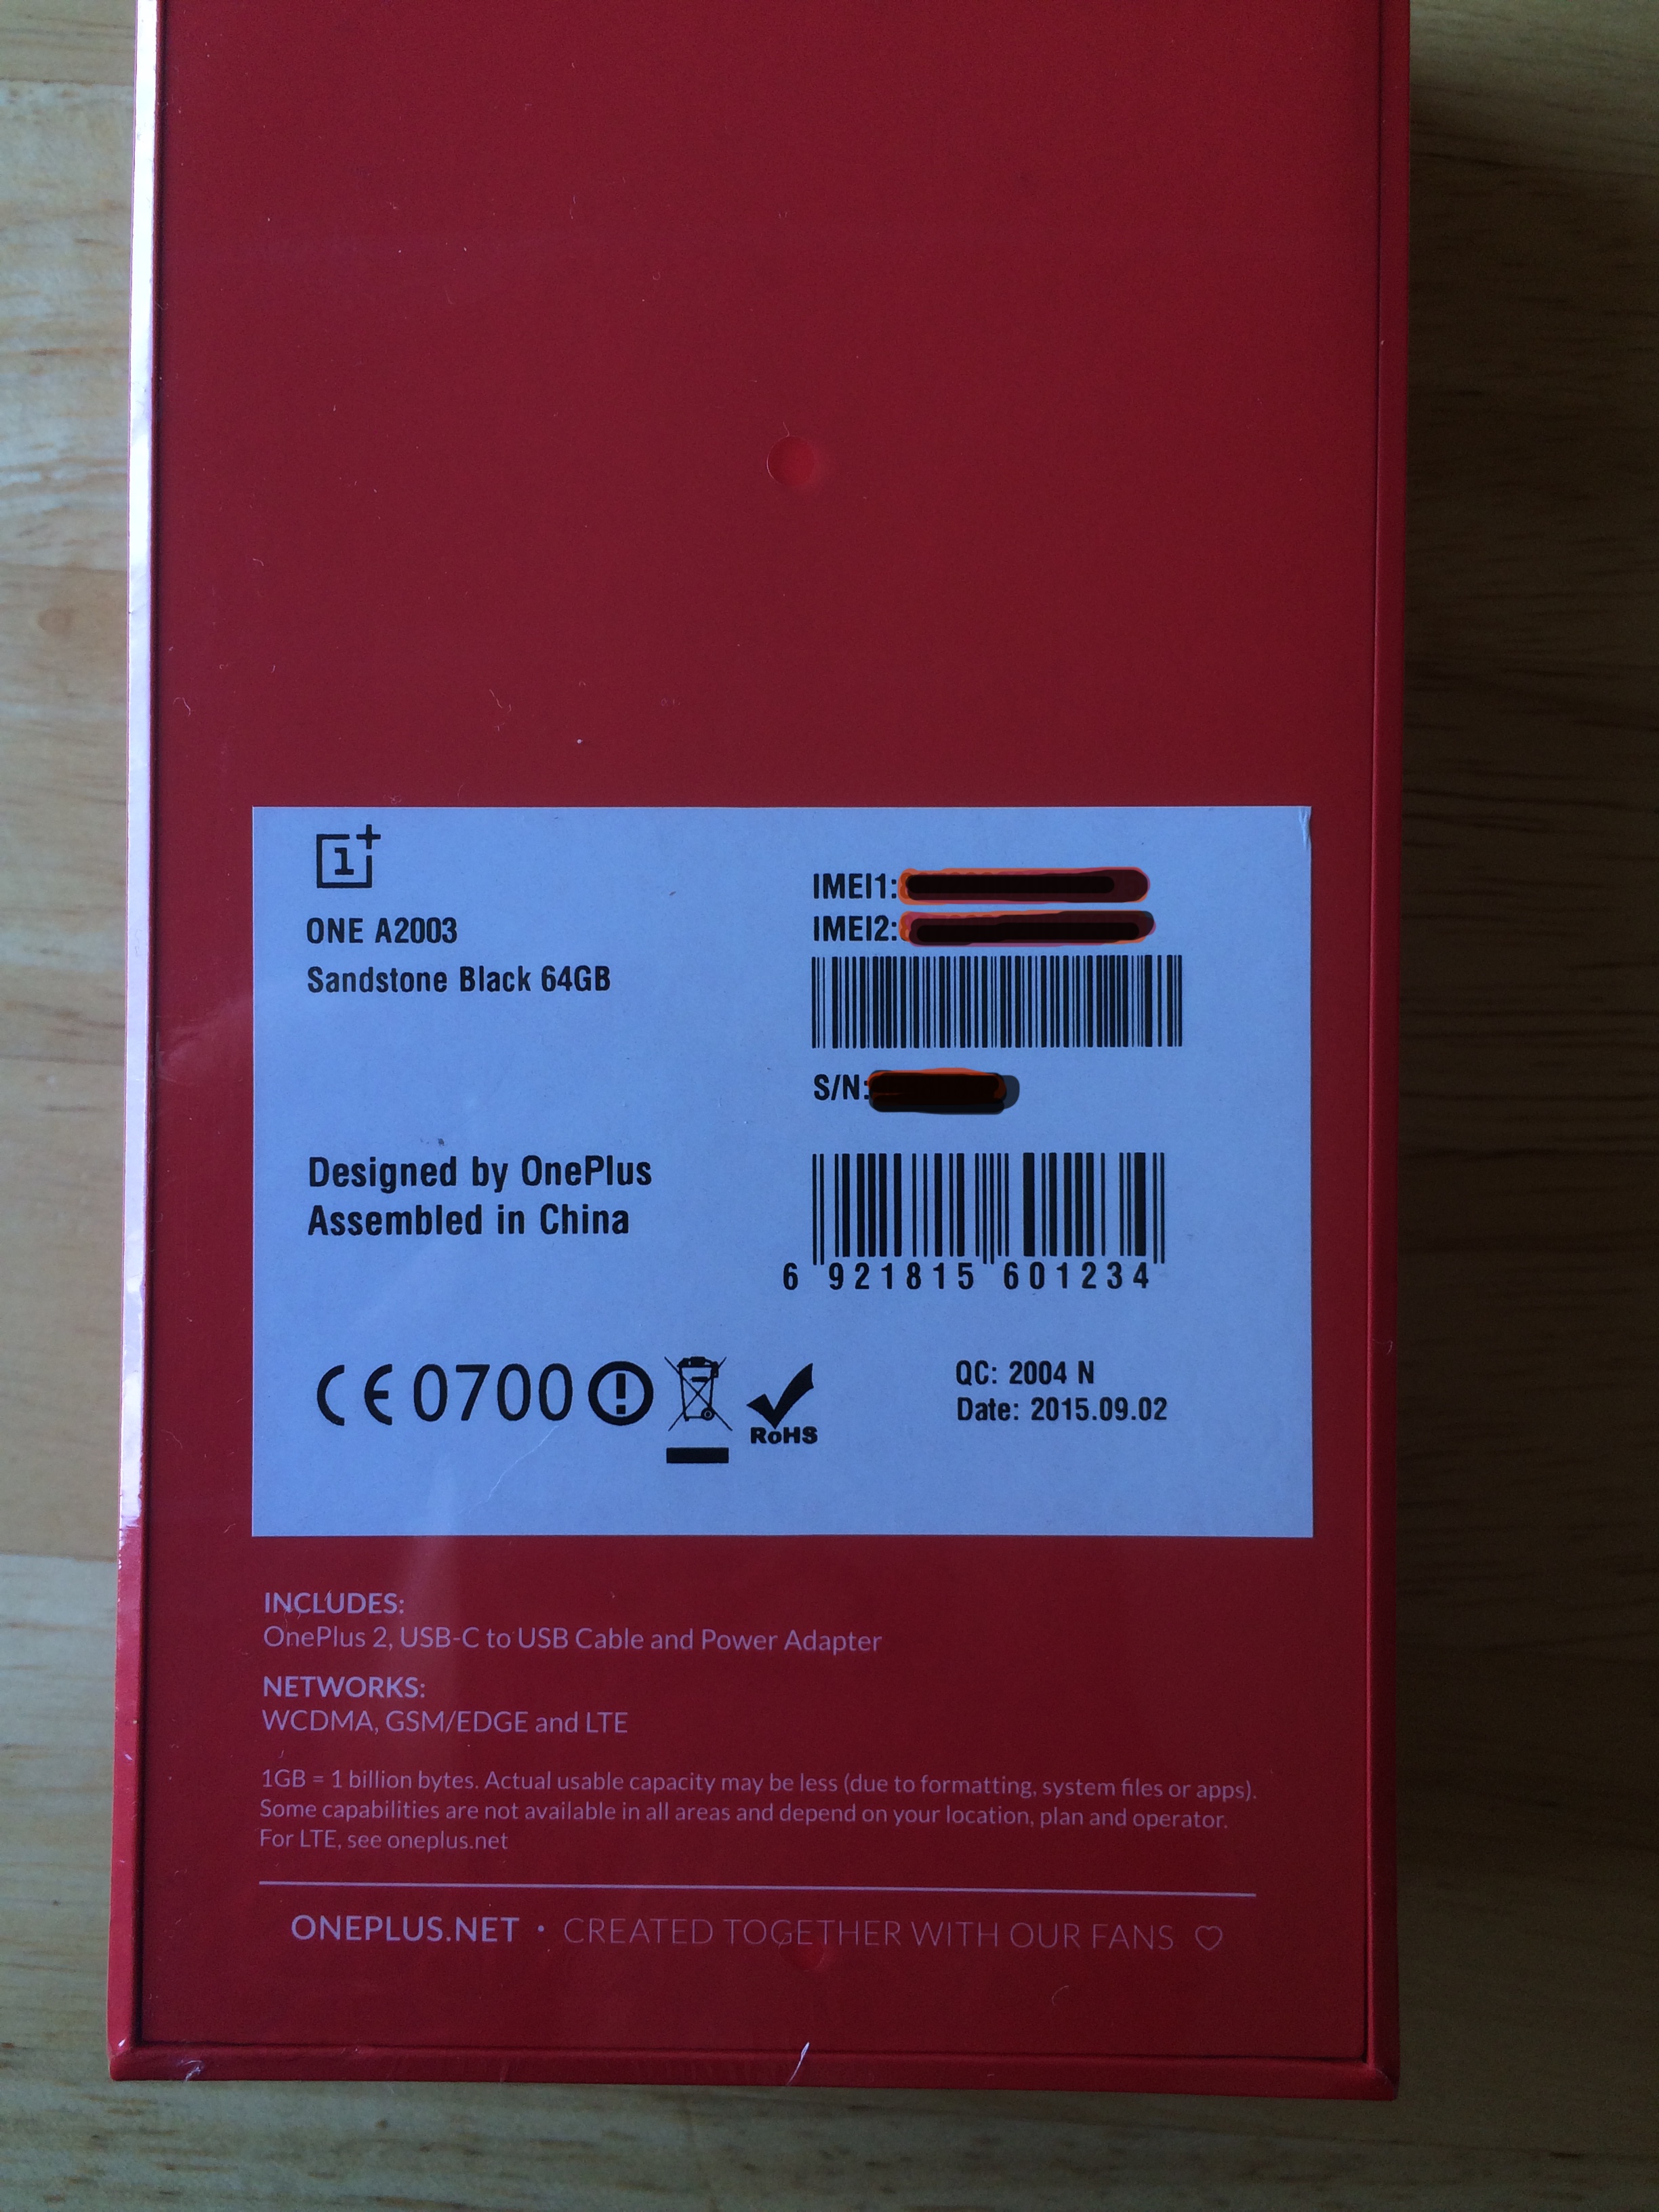 1+
ONE A2003
Sandstone Black 64GB
IMEI1:
IMEI2:
S/N:
Designed by OnePlus
Assembled in China
6 921815 601234
CE 0700
RoHS
QC: 2004 N
Date: 2015.09.02
INCLUDES:
OnePlus 2, USB-C to USB Cable and Power Adapter
NETWORKS:
WCDMA, GSM/EDGE and LTE
1GB = 1 billion bytes. Actual usable capacity may be less (due to formatting, system files or apps).
Some capabilities are not available in all areas and depend on your location, plan and operator.
For LTE, see oneplus.net
ONEPLUS.NET • CREATED TOGETHER WITH OUR FANS ♡